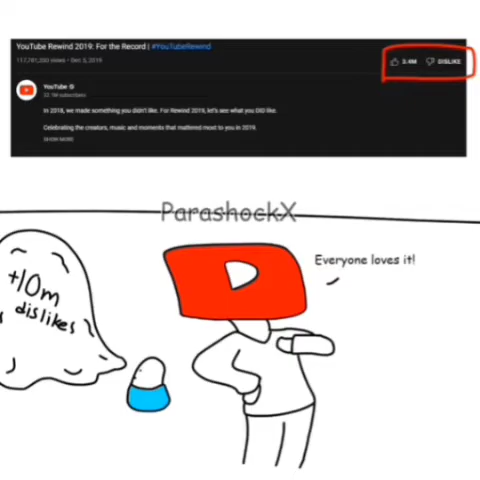 YouTube Rewind 2019: For the Record | #YouTubeRewind
3.4M DISLIKE
YouTube
In 2018, we made something you didn't like. For Rewind 2019, let's see what you DID like.
Celebrating the creators, music and moments that mattered most to you in 2019.
SHOW MORE
ParashockX
Everyone loves it!
+10m
dislikes